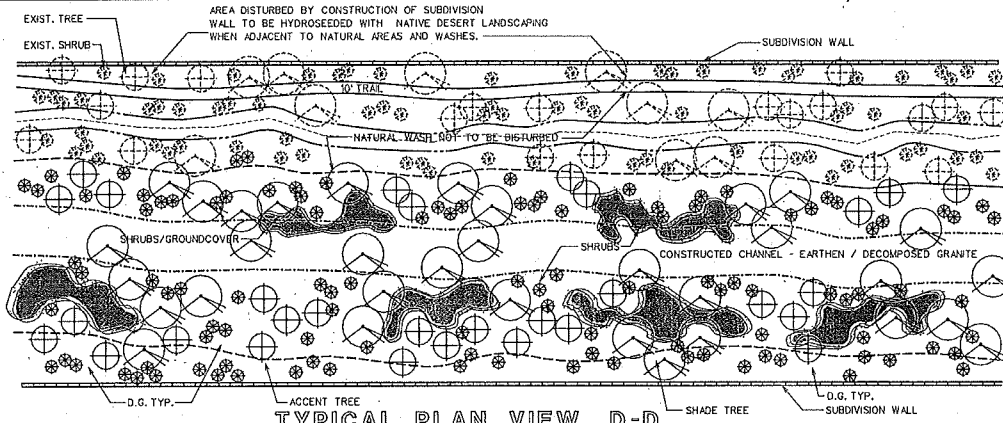 EXIST. TREE
AREA DISTURBED BY CONSTRUCTION OF SUBDIVISION
WALL TO BE HYDROSEEDED WITH NATIVE DESERT LANDSCAPING
WHEN ADJACENT TO NATURAL AREAS AND WASHES.
EXIST. SHRUB
SUBDIVISION WALL
10' TRAIL
NATURAL WASH NOT TO BE DISTURBED
SHRUBS/GROUNDCOVER
SHRUBS
CONSTRUCTED CHANNEL - EARTHEN / DECOMPOSED GRANITE
D.G. TYP.
ACCENT TREE
SHADE TREE
D.G. TYP.
SUBDIVISION WALL
TYPICAL PLAN VIEW D-D